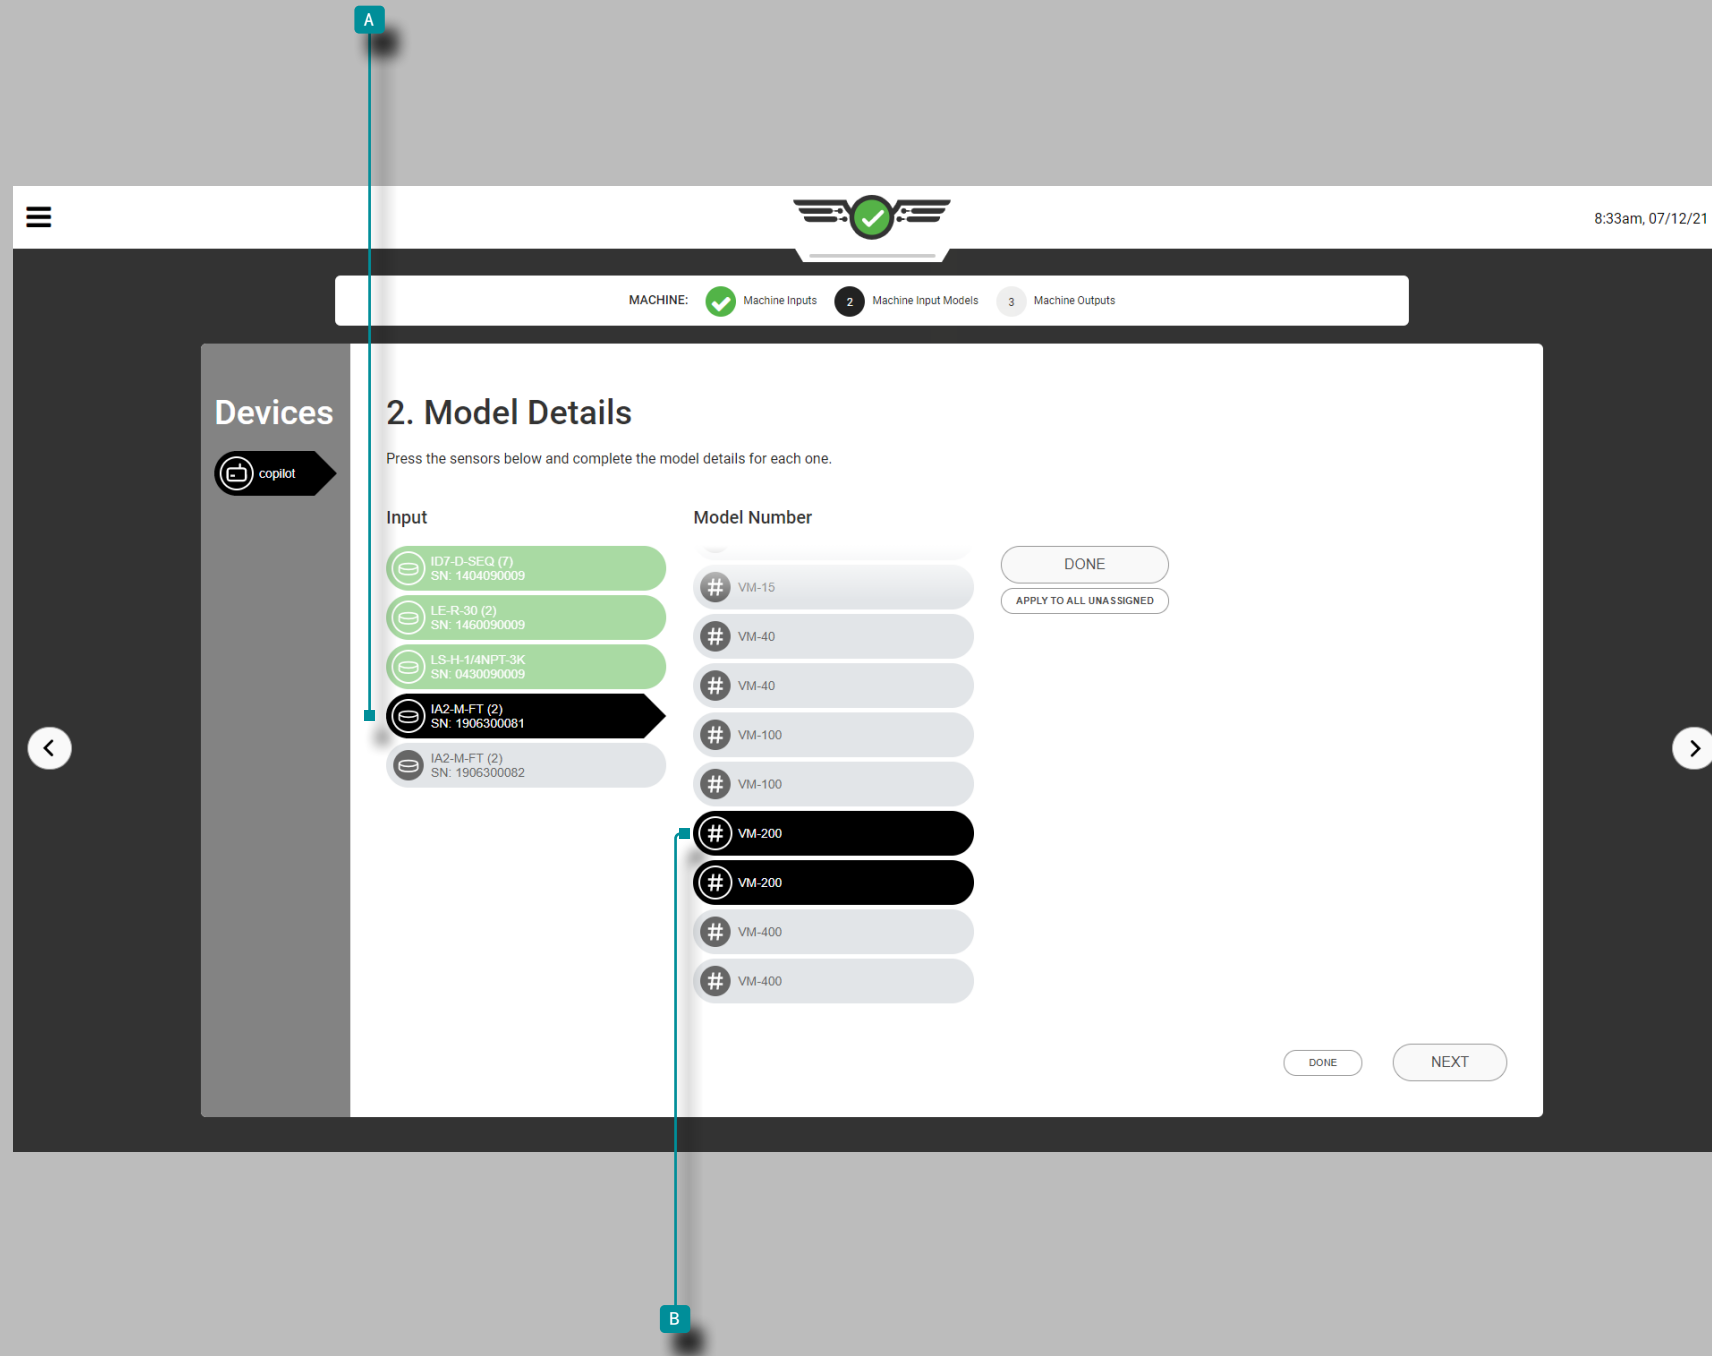 A
8:33am, 07/12/21
MACHINE: Machine Inputs 2 Machine Input Models 3 Machine Outputs
Devices
copilot
2. Model Details
Press the sensors below and complete the model details for each one.
Input
ID7-D-SEQ (7)
SN: 1404090009
LE-R-30 (2)
SN: 1460090009
LS-H-1/4NPT-3K
SN: 0430090009
IA2-M-FT (2)
SN: 1906300081
IA2-M-FT (2)
SN: 1906300082
Model Number
# VM-15
# VM-40
# VM-40
# VM-100
# VM-100
# VM-200
# VM-200
# VM-400
# VM-400
DONE
APPLY TO ALL UNASSIGNED
DONE
NEXT
B